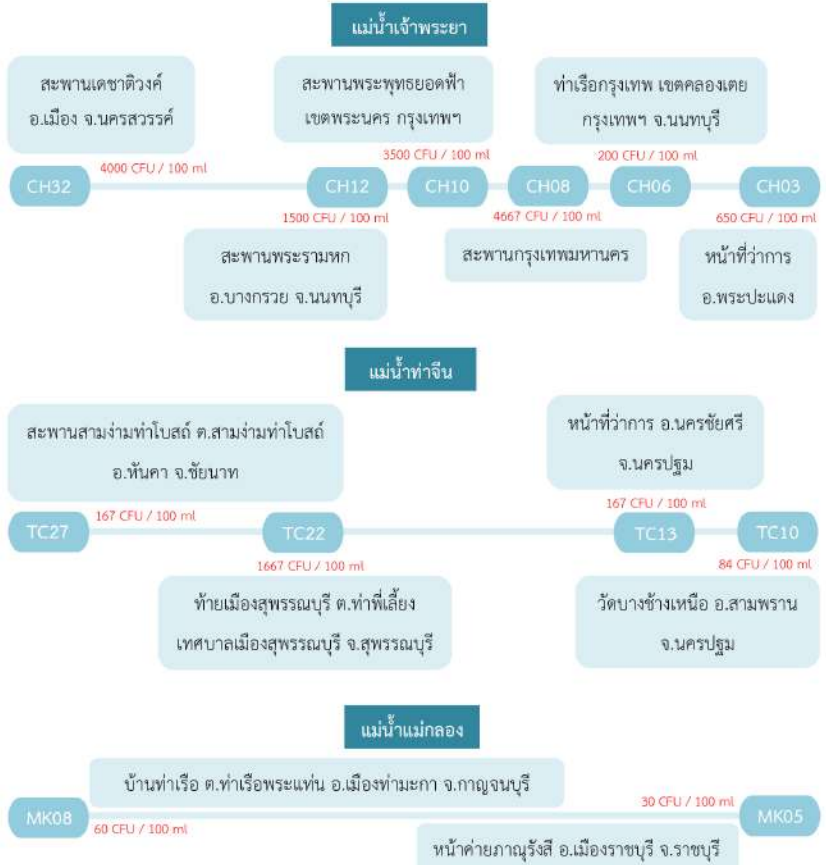 แม่น้ำเจ้าพระยา
สะพานเดชาติวงค์
อ.เมือง จ.นครสวรรค์
สะพานพระพุทธยอดฟ้า
เขตพระนคร กรุงเทพฯ
ท่าเรือกรุงเทพ เขตคลองเตย
กรุงเทพฯ จ.นนทบุรี
4000 CFU / 100 ml
3500 CFU / 100 ml
200 CFU / 100 ml
CH32
CH12
CH10
CH08
CH06
CH03
1500 CFU / 100 ml
4667 CFU / 100 ml
650 CFU / 100 ml
สะพานพระรามหก
อ.บางกรวย จ.นนทบุรี
สะพานกรุงเทพมหานคร
หน้าที่ว่าการ
อ.พระปะแดง
แม่น้ำท่าจีน
สะพานสามง่ามท่าโบสถ์ ต.สามง่ามท่าโบสถ์
อ.หันคา จ.ชัยนาท
หน้าที่ว่าการ อ.นครชัยศรี
จ.นครปฐม
167 CFU / 100 ml
167 CFU / 100 ml
TC27
TC22
TC13
TC10
1667 CFU / 100 ml
84 CFU / 100 ml
ท้ายเมืองสุพรรณบุรี ต.ท่าพี่เลี้ยง
เทศบาลเมืองสุพรรณบุรี จ.สุพรรณบุรี
วัดบางช้างเหนือ อ.สามพราน
จ.นครปฐม
แม่น้ำแม่กลอง
บ้านท่าเรือ ต.ท่าเรือพระแท่น อ.เมืองท่ามะกา จ.กาญจนบุรี
30 CFU / 100 ml
MK08
MK05
60 CFU / 100 ml
หน้าค่ายภาณุรังสี อ.เมืองราชบุรี จ.ราชบุรี